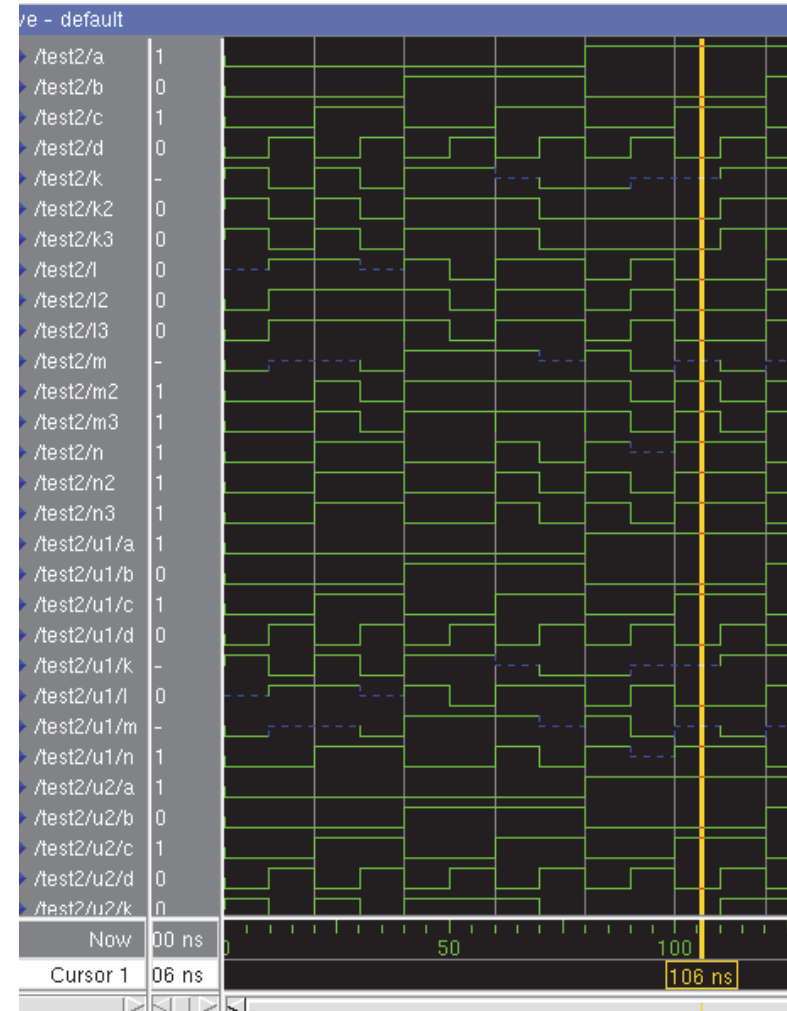 ve - default
/test2/a 1
/test2/b 0
/test2/c 1
/test2/d 0
/test2/k -
/test2/k2 0
/test2/k3 0
/test2/l 0
/test2/l2 0
/test2/l3 0
/test2/m -
/test2/m2 1
/test2/m3 1
/test2/n 1
/test2/n2 1
/test2/n3 1
/test2/u1/a 1
/test2/u1/b 0
/test2/u1/c 1
/test2/u1/d 0
/test2/u1/k -
/test2/u1/l 0
/test2/u1/m -
/test2/u1/n 1
/test2/u2/a 1
/test2/u2/b 0
/test2/u2/c 1
/test2/u2/d 0
/test2/u2/k 0
Now 00 ns 0 50 100
Cursor 1 06 ns 106 ns